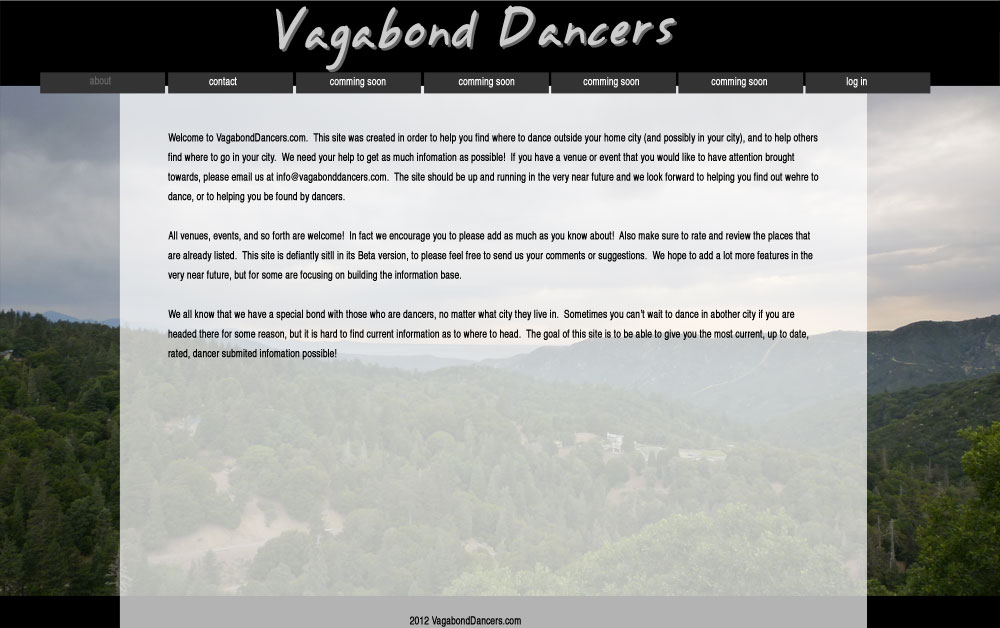 Vagabond Dancers
about contact comming soon comming soon comming soon comming soon log in
Welcome to VagabondDancers.com.  This site was created in order to help you find where to dance outside your home city (and possibly in your city), and to help others
find where to go in your city.  We need your help to get as much infomation as possible!  If you have a venue or event that you would like to have attention brought
towards, please email us at info@vagabonddancers.com.  The site should be up and running in the very near future and we look forward to helping you find out wehre to
dance, or to helping you be found by dancers.
All venues, events, and so forth are welcome!  In fact we encourage you to please add as much as you know about!  Also make sure to rate and review the places that
are already listed.  This site is defiantly sitll in its Beta version, to please feel free to send us your comments or suggestions.  We hope to add a lot more features in the
very near future, but for some are focusing on building the information base.
We all know that we have a special bond with those who are dancers, no matter what city they live in.  Sometimes you can't wait to dance in abother city if you are
headed there for some reason, but it is hard to find current information as to where to head.  The goal of this site is to be able to give you the most current, up to date,
rated, dancer submited infomation possible!
2012 VagabondDancers.com